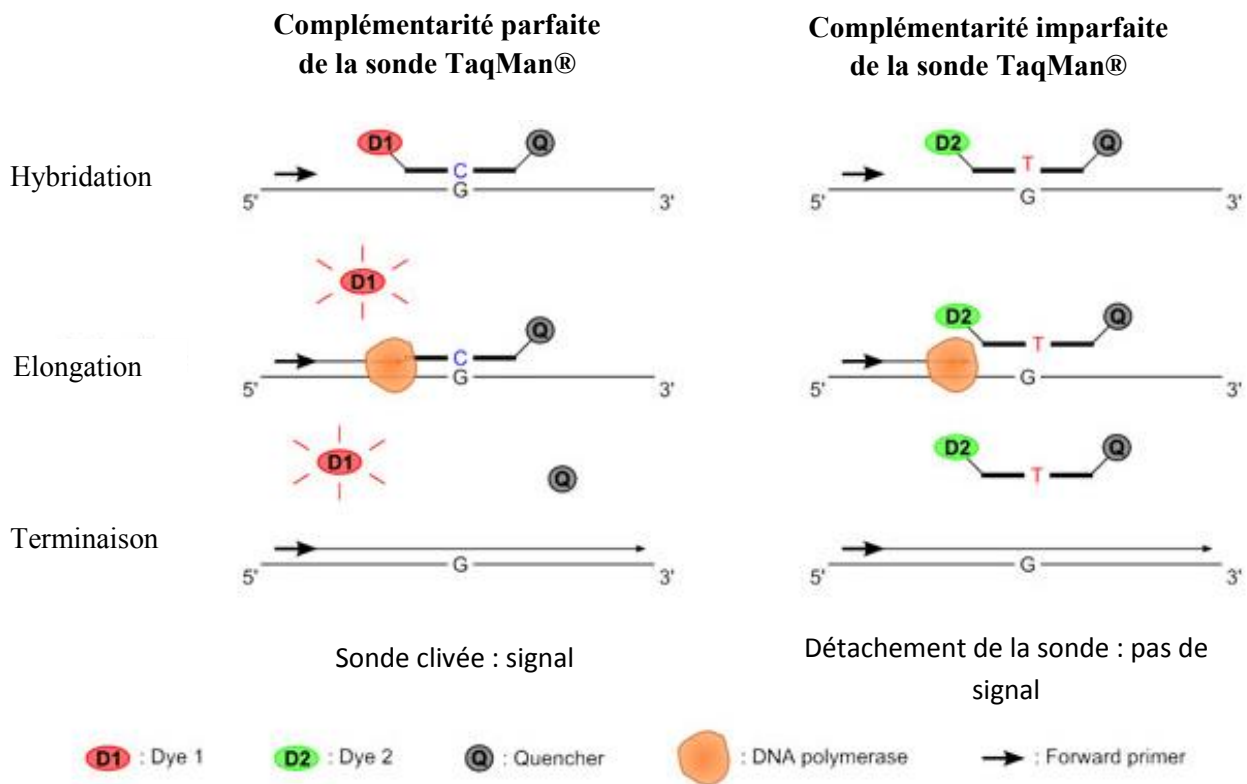 Complémentarité parfaite
de la sonde TaqMan®
Complémentarité imparfaite
de la sonde TaqMan®
Hybridation
D1
Q
C
G
5'
3'
D2
Q
T
G
5'
3'
Elongation
D1
Q
C
G
5'
3'
D2
Q
T
G
5'
3'
Terminaison
D1
Q
G
5'
3'
D2
Q
T
G
5'
3'
Sonde clivée : signal
Détachement de la sonde : pas de
signal
D1 : Dye 1
D2 : Dye 2
Q : Quencher
: DNA polymerase
: Forward primer